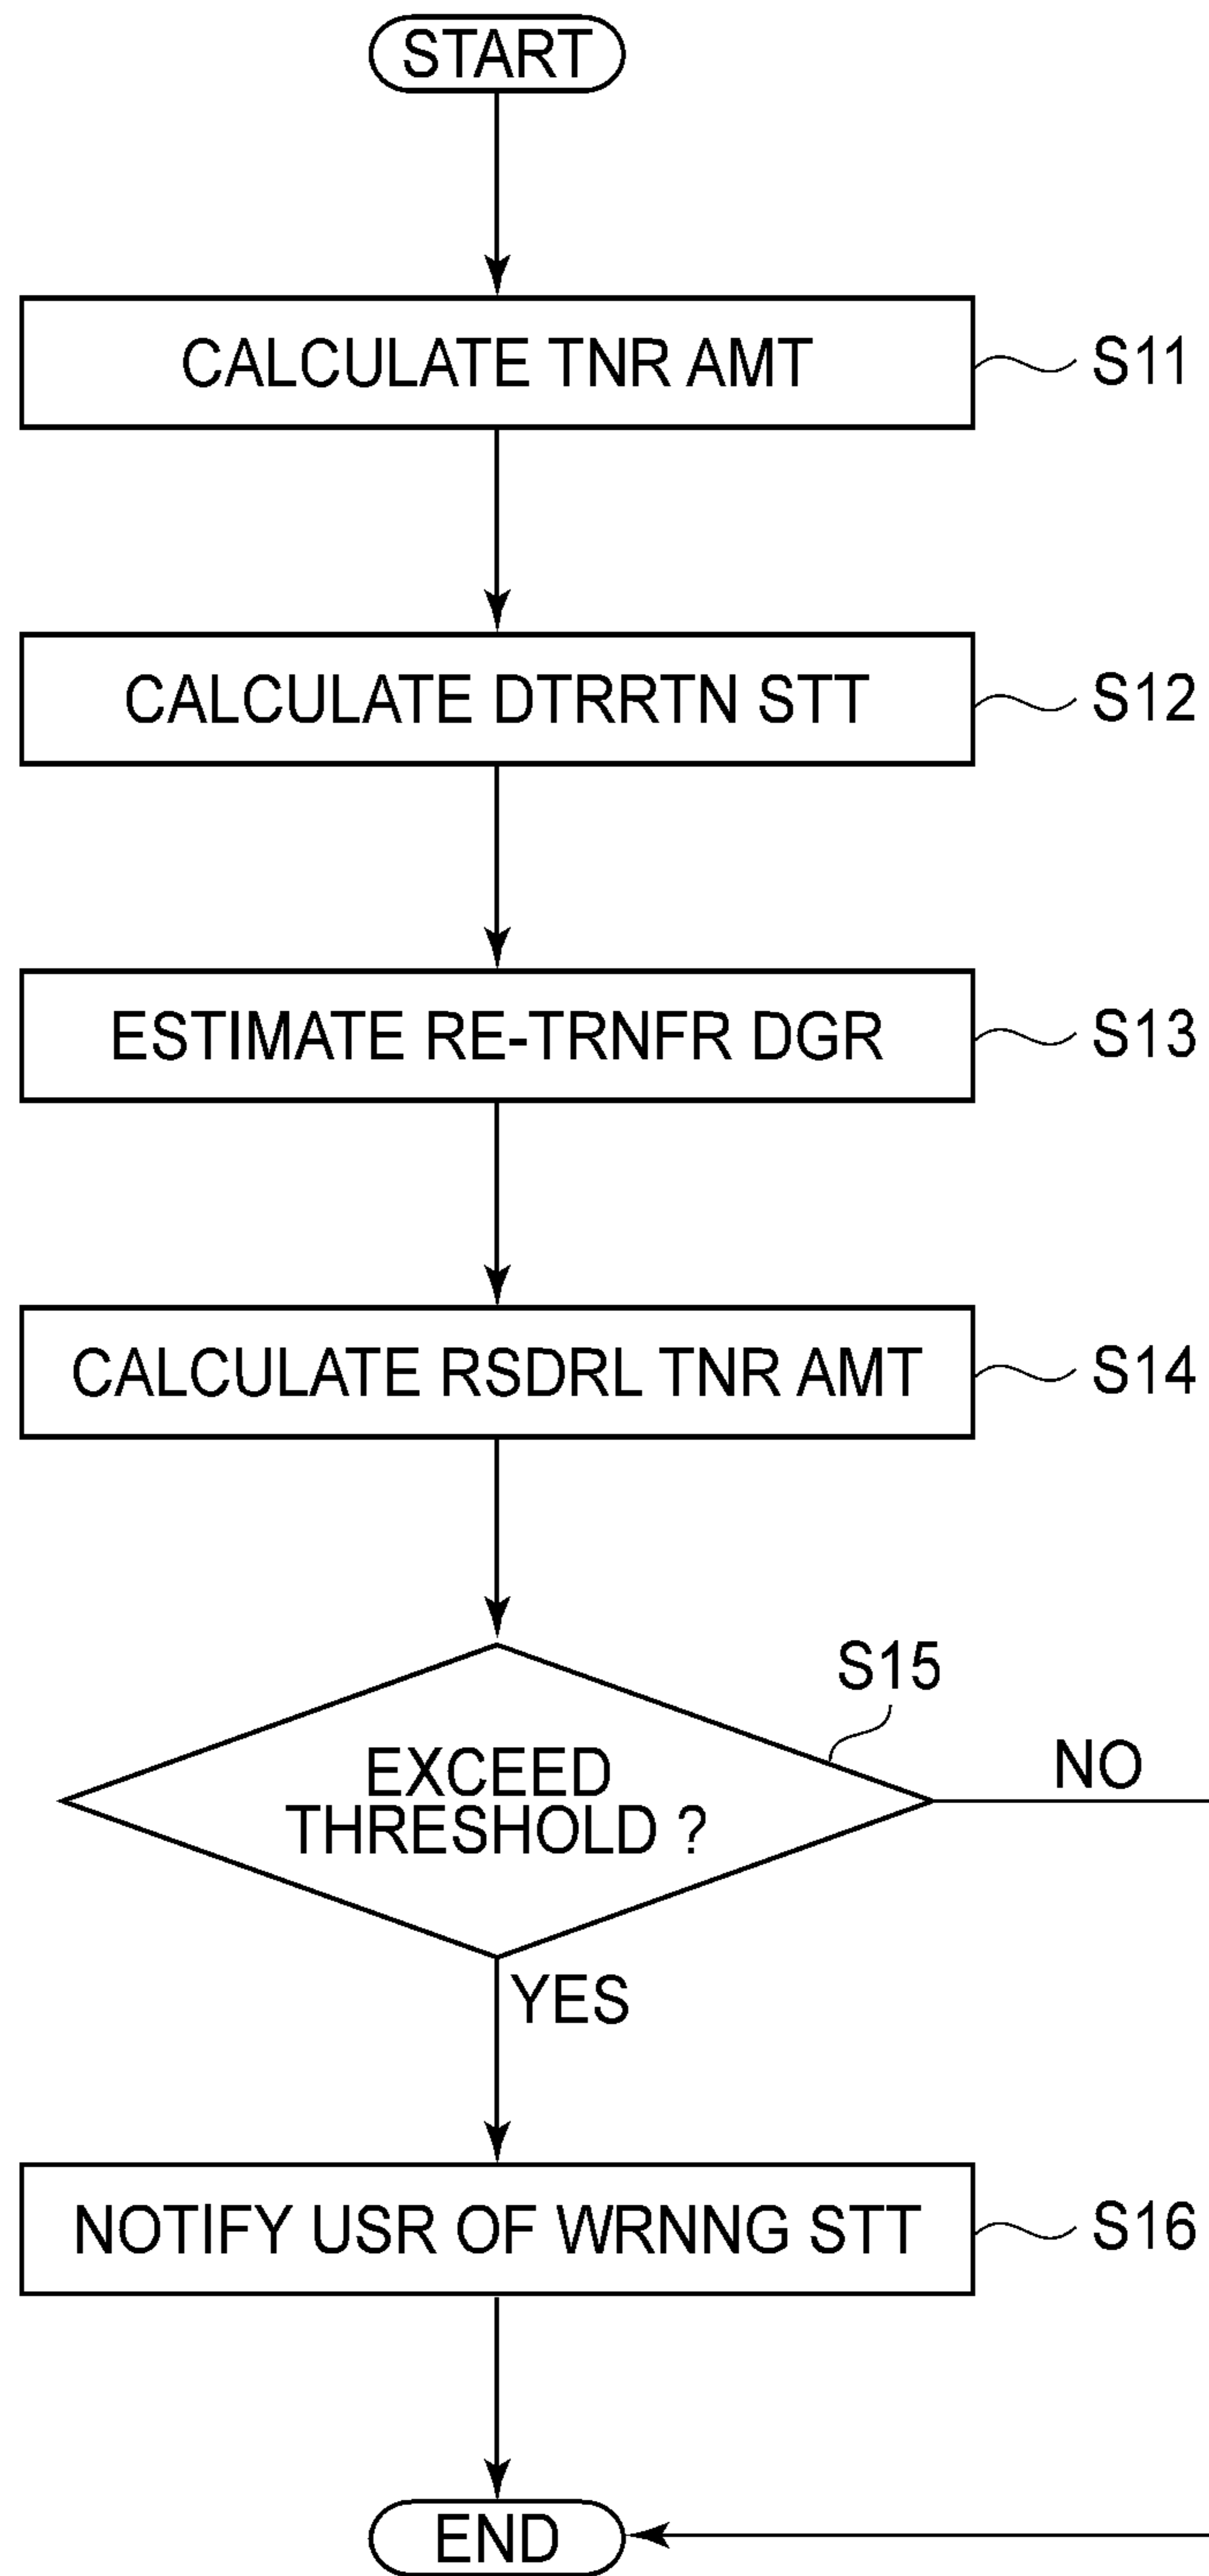 START
CALCULATE TNR AMT
S11
CALCULATE DTRRTN STT
S12
ESTIMATE RE-TRNFR DGR
S13
CALCULATE RSDRL TNR AMT
S14
S15
EXCEED
THRESHOLD ?
NO
YES
NOTIFY USR OF WRNNG STT
S16
END